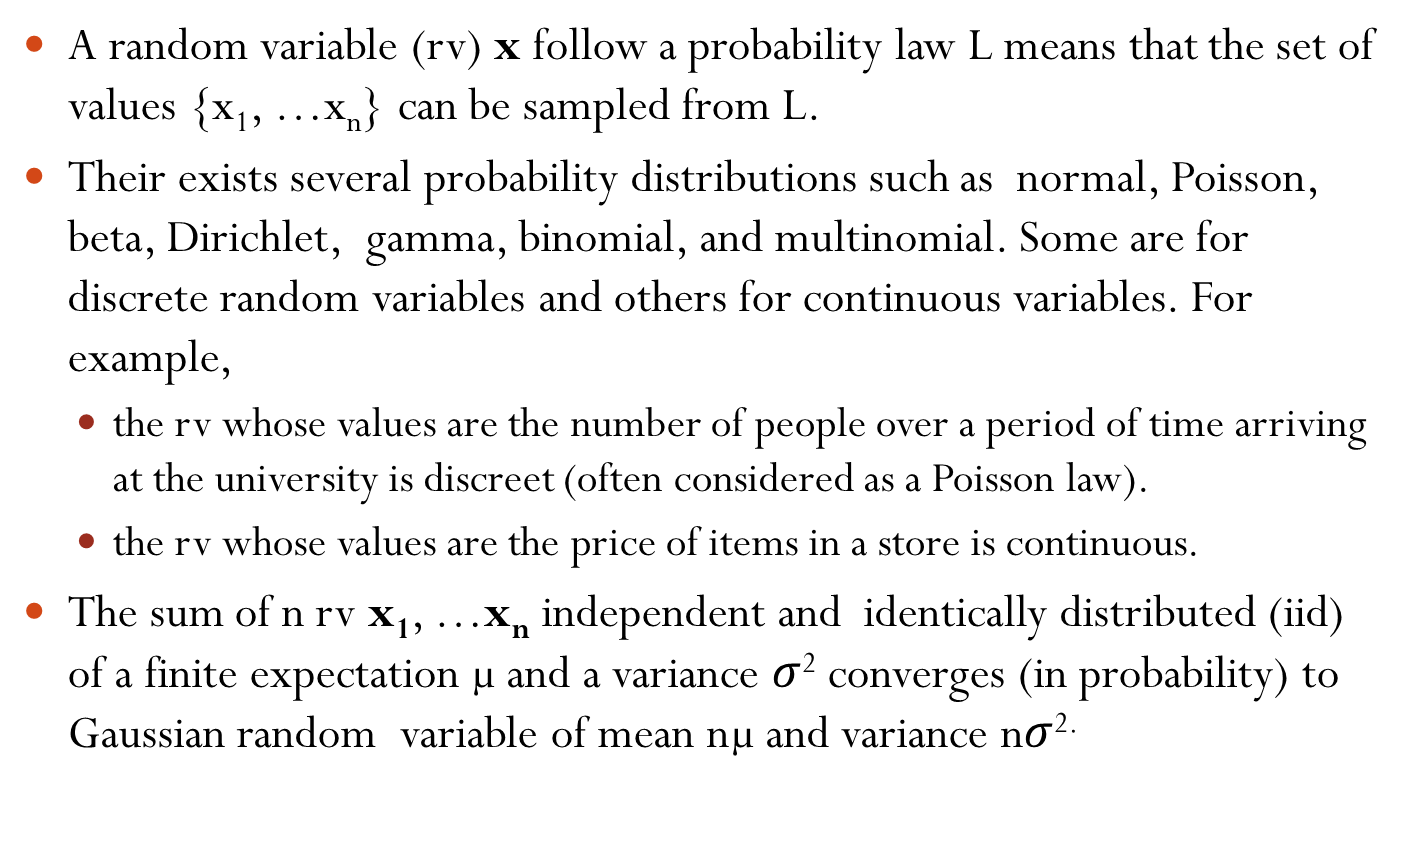 • A random variable (rv) x follow a probability law L means that the set of
values {x1, …xn} can be sampled from L.
• Their exists several probability distributions such as normal, Poisson,
beta, Dirichlet, gamma, binomial, and multinomial. Some are for
discrete random variables and others for continuous variables. For
example,
• the rv whose values are the number of people over a period of time arriving
at the university is discreet (often considered as a Poisson law).
• the rv whose values are the price of items in a store is continuous.
• The sum of n rv x1, …xn independent and identically distributed (iid)
of a finite expectation µ and a variance σ² converges (in probability) to
Gaussian random variable of mean nµ and variance nσ².